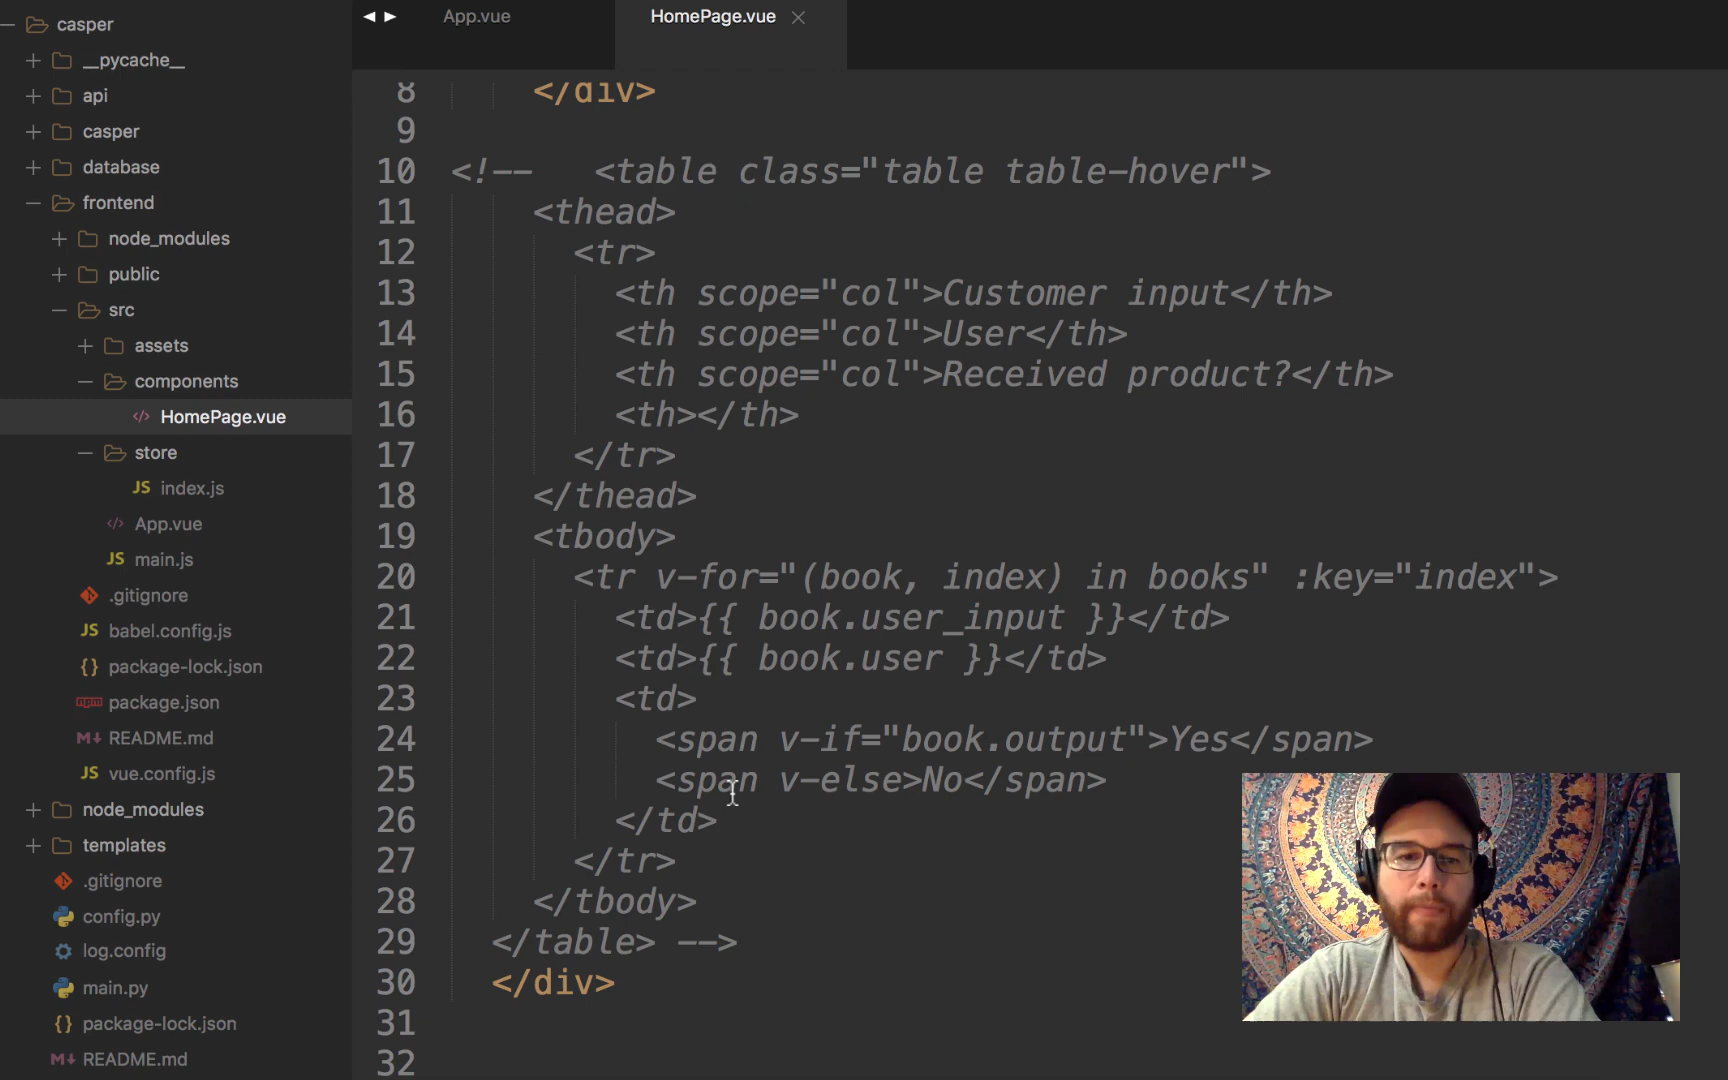 casper
__pycache__
api
casper
database
frontend
node_modules
public
src
assets
components
HomePage.vue
store
JS index.js
App.vue
JS main.js
.gitignore
JS babel.config.js
{} package-lock.json
npm package.json
M README.md
JS vue.config.js
node_modules
templates
.gitignore
config.py
log.config
main.py
{} package-lock.json
M README.md
App.vue
HomePage.vue
8 </div>
9
10 <!-- <table class="table table-hover">
11 <thead>
12 <tr>
13 <th scope="col">Customer input</th>
14 <th scope="col">User</th>
15 <th scope="col">Received product?</th>
16 <th></th>
17 </tr>
18 </thead>
19 <tbody>
20 <tr v-for="(book, index) in books" :key="index">
21 <td>{{ book.user_input }}</td>
22 <td>{{ book.user }}</td>
23 <td>
24 <span v-if="book.output">Yes</span>
25 <span v-else>No</span>
26 </td>
27 </tr>
28 </tbody>
29 </table> -->
30 </div>
31
32